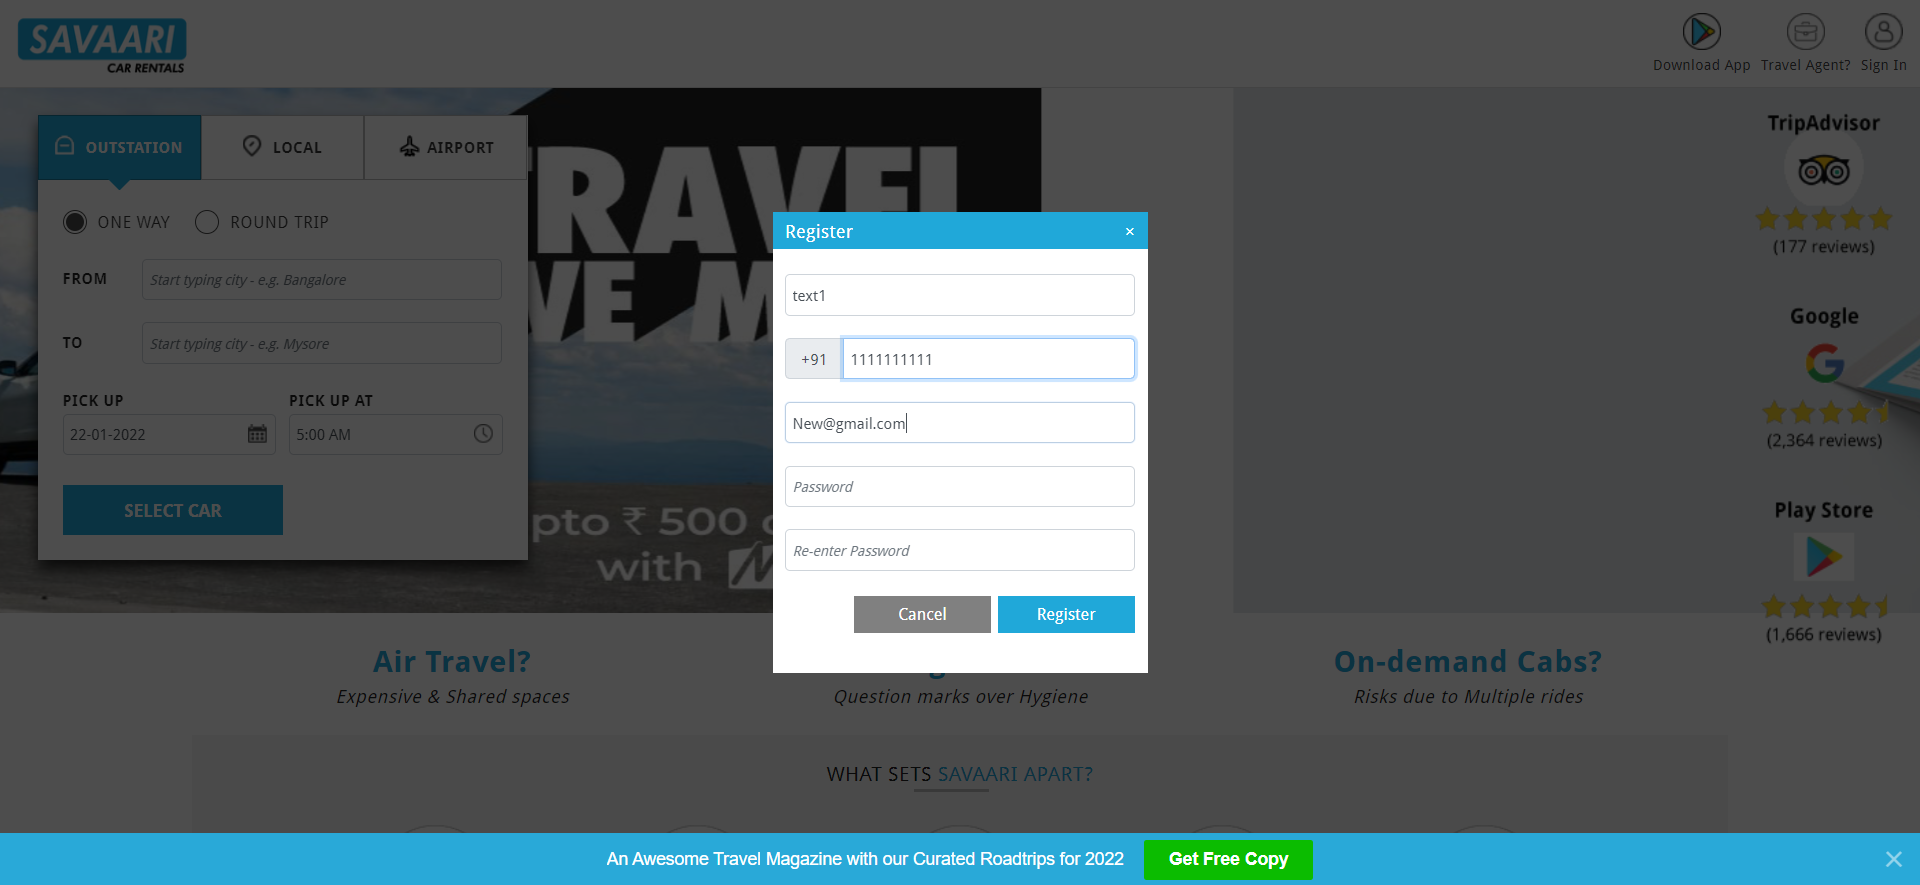 SAVAARI
CAR RENTALS
Download App
Travel Agent?
Sign In
OUTSTATION
LOCAL
AIRPORT
ONE WAY
ROUND TRIP
FROM
Start typing city - e.g. Bangalore
TO
Start typing city - e.g. Mysore
PICK UP
PICK UP AT
22-01-2022
5:00 AM
SELECT CAR
TRAVEL
VE M
pto ₹ 500
with M
Register
×
text1
+91
1111111111
New@gmail.com
Password
Re-enter Password
Cancel
Register
TripAdvisor
(177 reviews)
Google
G
(2,364 reviews)
Play Store
(1,666 reviews)
Air Travel?
Expensive & Shared spaces
Question marks over Hygiene
On-demand Cabs?
Risks due to Multiple rides
WHAT SETS SAVAARI APART?
An Awesome Travel Magazine with our Curated Roadtrips for 2022
Get Free Copy